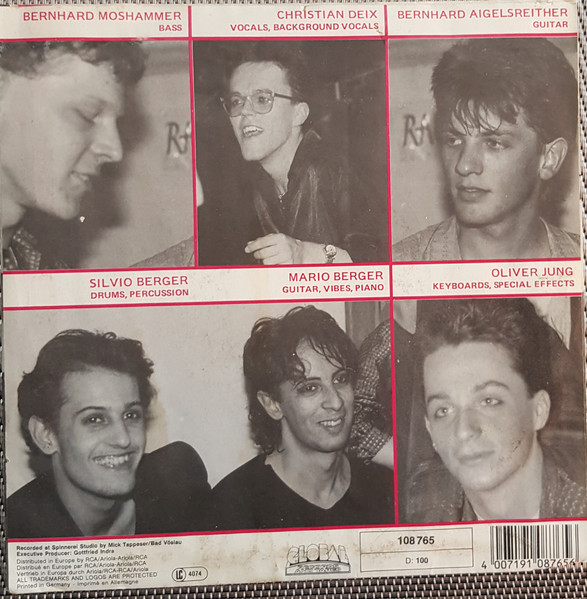 BERNHARD MOSHAMMER
BASS
CHRISTIAN DEIX
VOCALS, BACKGROUND VOCALS
BERNHARD AIGELSREITHER
GUITAR
SILVIO BERGER
DRUMS, PERCUSSION
MARIO BERGER
GUITAR, VIBES, PIANO
OLIVER JUNG
KEYBOARDS, SPECIAL EFFECTS
Recorded at Spinnerei Studio by Mick Tappeser/Bad Vöslau
Executive Producer: Gottfried Indra
Distributed in Europe by RCA/Ariola-Ariola/RCA
Distribué en Europe par RCA/Ariola-Ariola/RCA
Vertrieb in Europa durch Ariola/RCA-RCA/Ariola
ALL TRADEMARKS AND LOGOS ARE PROTECTED
Printed in Germany - Imprimé en Allemagne
LC 4074
GLOBAL
108 765
D: 100
4 007191 08765